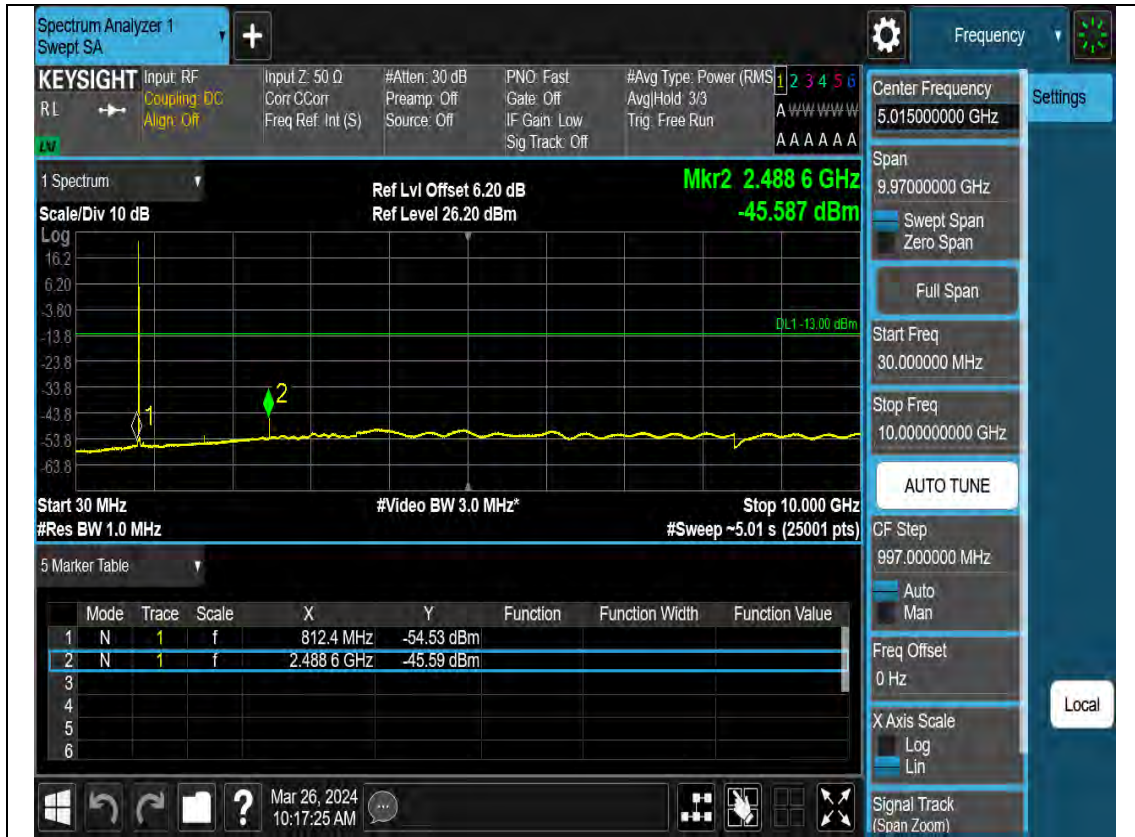 Spectrum Analyzer 1
Swept SA
+
Frequency
KEYSIGHT Input: RF Input Z: 50 Ω #Atten: 30 dB PNO: Fast #Avg Type: Power (RMS 1 2 3 4 5 6
RL Coupling: DC Corr CCorr Preamp: Off Gate: Off Avg|Hold: 3/3 A W W W W W
Align: Off Freq Ref: Int (S) Source: Off IF Gain: Low Trig: Free Run
LXI Sig Track: Off A A A A A A
1 Spectrum
Ref Lvl Offset 6.20 dB Mkr2 2.488 6 GHz
Scale/Div 10 dB Ref Level 26.20 dBm -45.587 dBm
Log
16.2
6.20
-3.80
DL1 -13.00 dBm
-13.8
-23.8
-33.8
2
-43.8
1
-53.8
-63.8
Start 30 MHz #Video BW 3.0 MHz* Stop 10.000 GHz
#Res BW 1.0 MHz #Sweep ~5.01 s (25001 pts)
5 Marker Table
Mode Trace Scale X Y Function Function Width Function Value
1 N 1 f 812.4 MHz -54.53 dBm
2 N 1 f 2.488 6 GHz -45.59 dBm
3
4
5
6
Center Frequency
5.015000000 GHz
Settings
Span
9.97000000 GHz
Swept Span
Zero Span
Full Span
Start Freq
30.000000 MHz
Stop Freq
10.000000000 GHz
AUTO TUNE
CF Step
997.000000 MHz
Auto
Man
Freq Offset
0 Hz
Local
X Axis Scale
Log
Lin
Signal Track
(Span Zoom)
?
Mar 26, 2024
10:17:25 AM